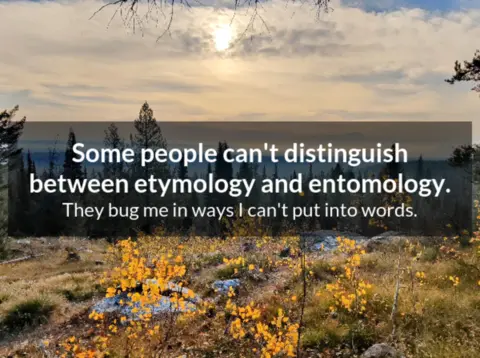 Some people can't distinguish
between etymology and entomology.
They bug me in ways I can't put into words.